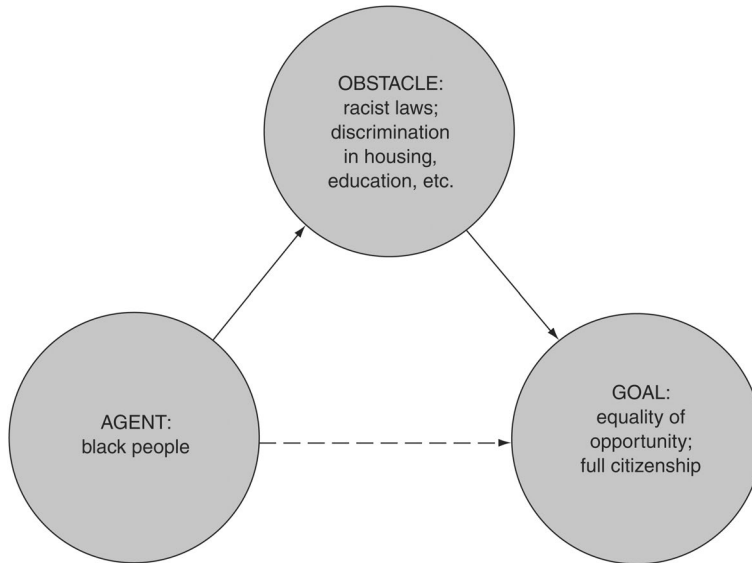 OBSTACLE:
racist laws;
discrimination
in housing,
education, etc.
AGENT:
black people
GOAL:
equality of
opportunity;
full citizenship